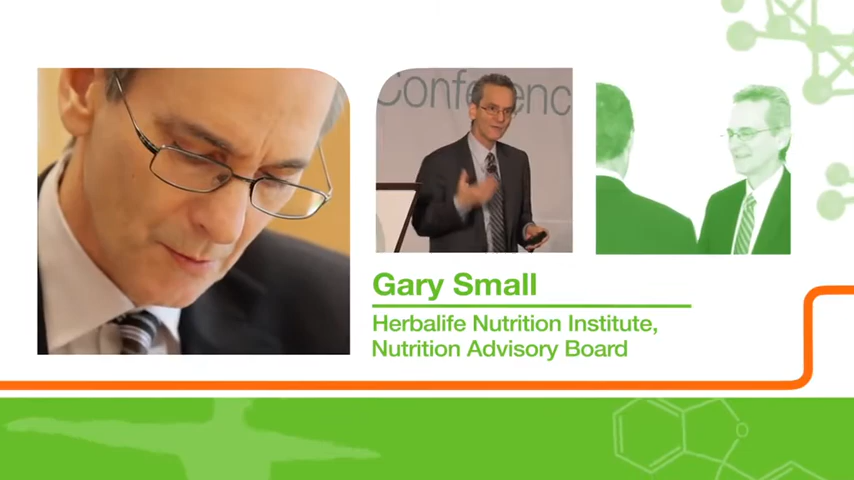 Conferenc
Gary Small
Herbalife Nutrition Institute,
Nutrition Advisory Board